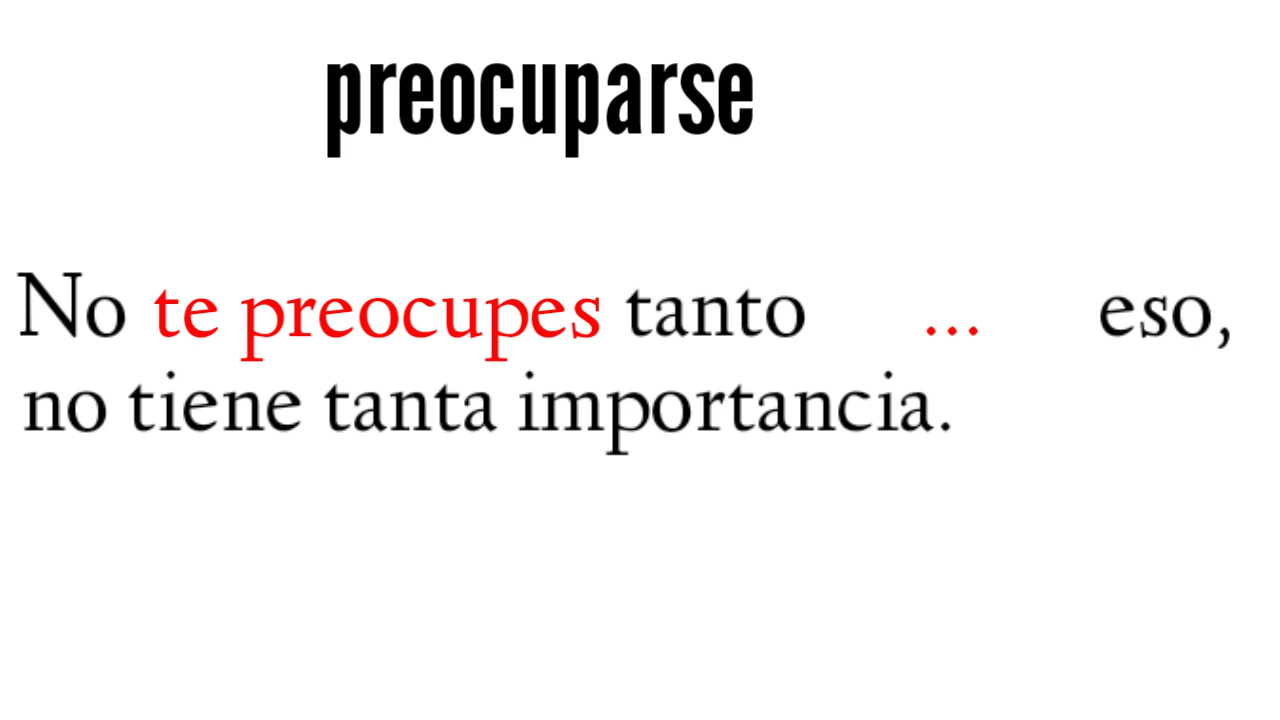 preocuparse
No te preocupes tanto ... eso,
no tiene tanta importancia.